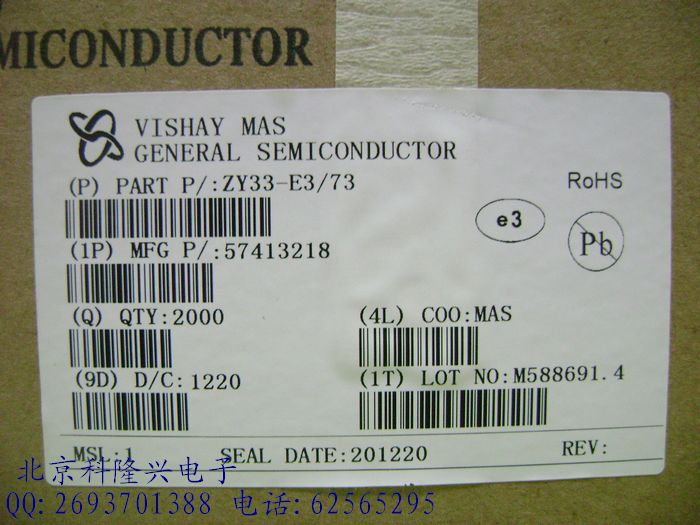 MICONDUCTOR
VISHAY MAS
GENERAL SEMICONDUCTOR
(P) PART P/:ZY33-E3/73
RoHS
e3
Pb
(1P) MFG P/:57413218
(Q) QTY:2000
(4L) COO:MAS
(9D) D/C:1220
(1T) LOT NO:M588691.4
MSL:1 SEAL DATE:201220 REV:
北京科隆兴电子
QQ:2693701388 电话:62565295